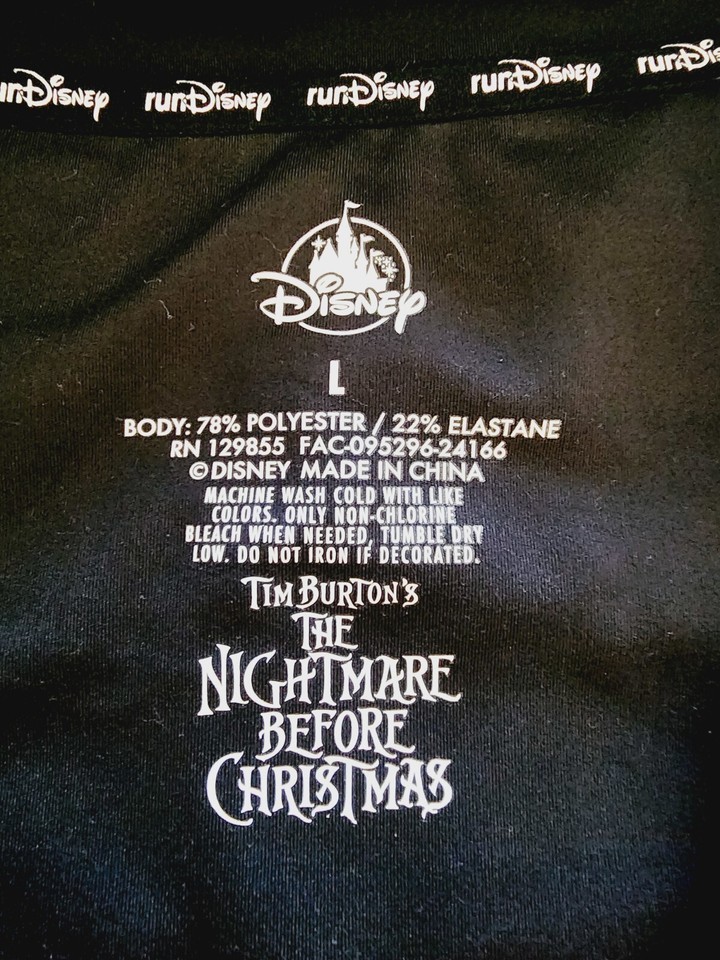 runDisney runDisney runDisney runDisney
Disney
L
BODY: 78% POLYESTER / 22% ELASTANE
RN 129855 FAC-095296-24166
©DISNEY MADE IN CHINA
MACHINE WASH COLD WITH LIKE
COLORS. ONLY NON-CHLORINE
BLEACH WHEN NEEDED, TUMBLE DRY
LOW. DO NOT IRON IF DECORATED.
TIM BURTON'S
THE
NIGHTMARE
BEFORE
CHRISTMAS